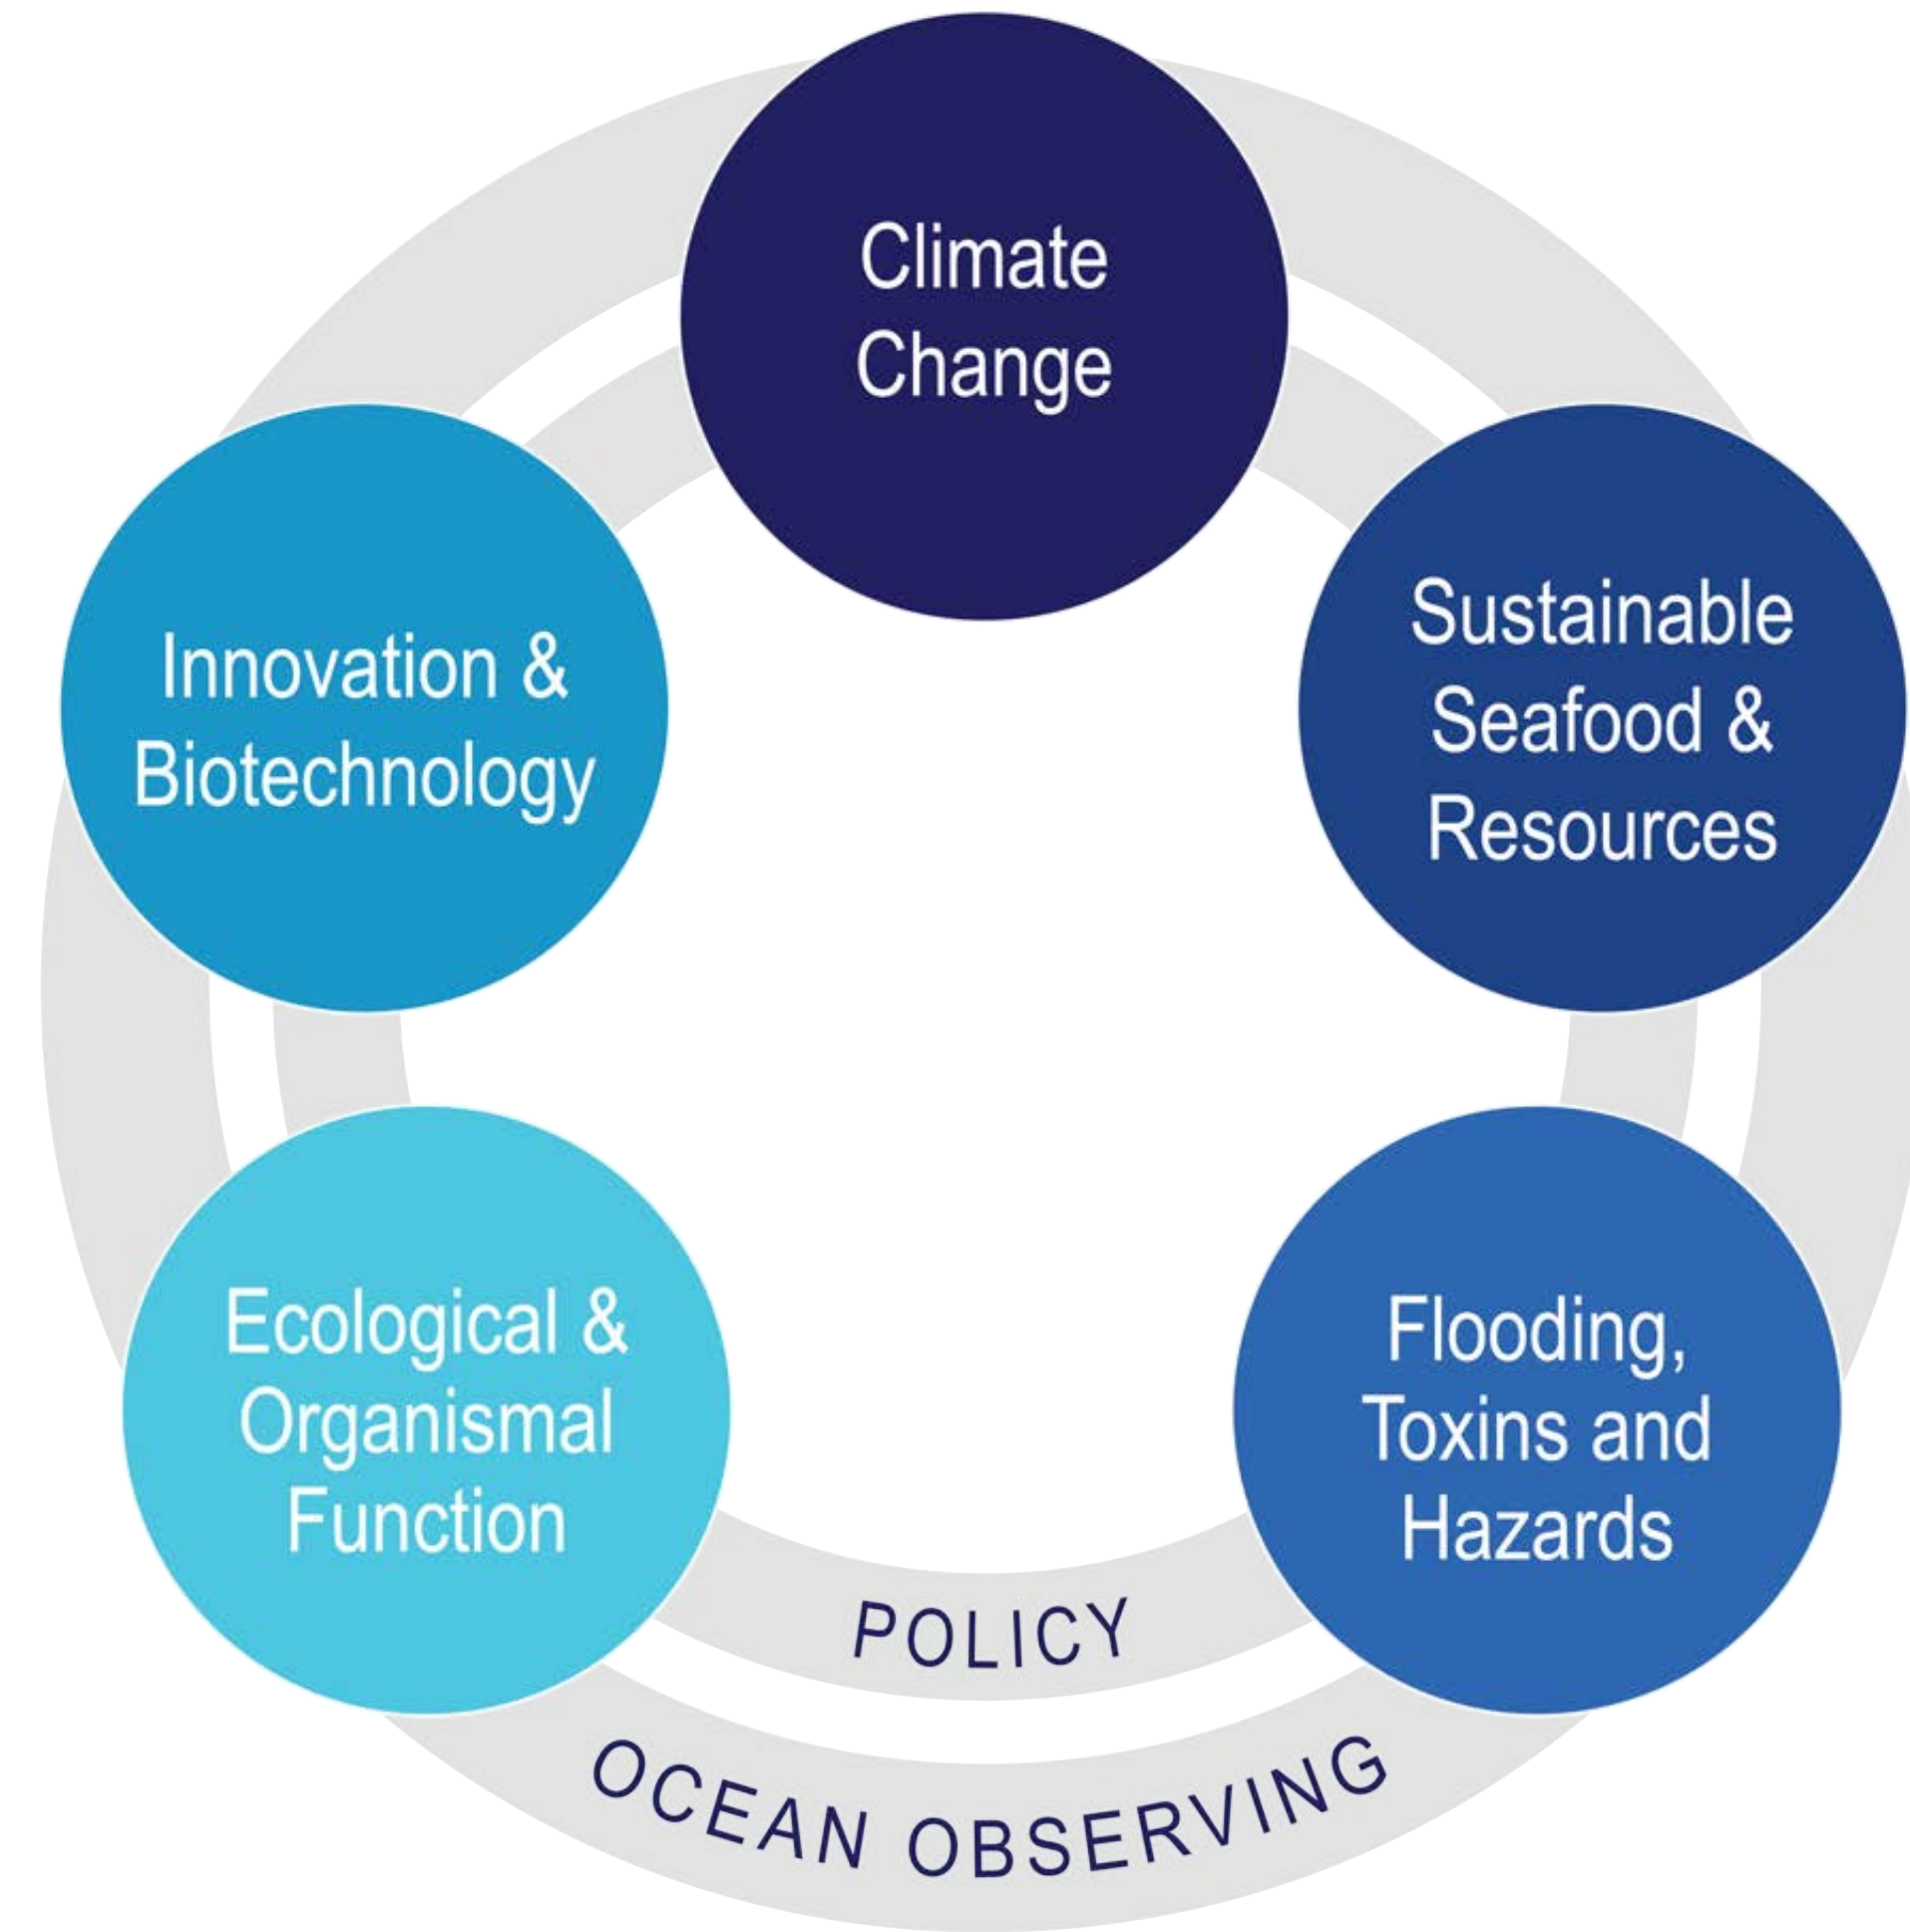 Climate
Change
Innovation &
Biotechnology
Sustainable
Seafood &
Resources
Ecological &
Organismal
Function
Flooding,
Toxins and
Hazards
POLICY
OCEAN OBSERVING